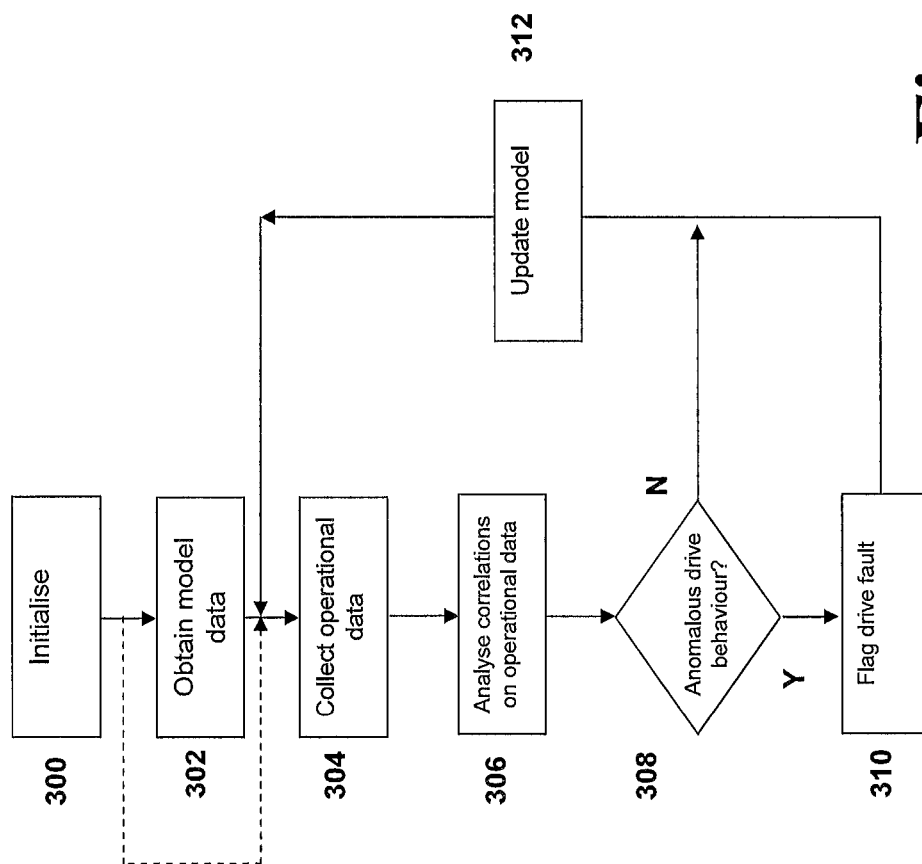 300
Initialise
302
Obtain model
data
304
Collect operational
data
306
Analyse correlations
on operational data
308
Anomalous drive
behaviour?
N
Y
310
Flag drive fault
312
Update model